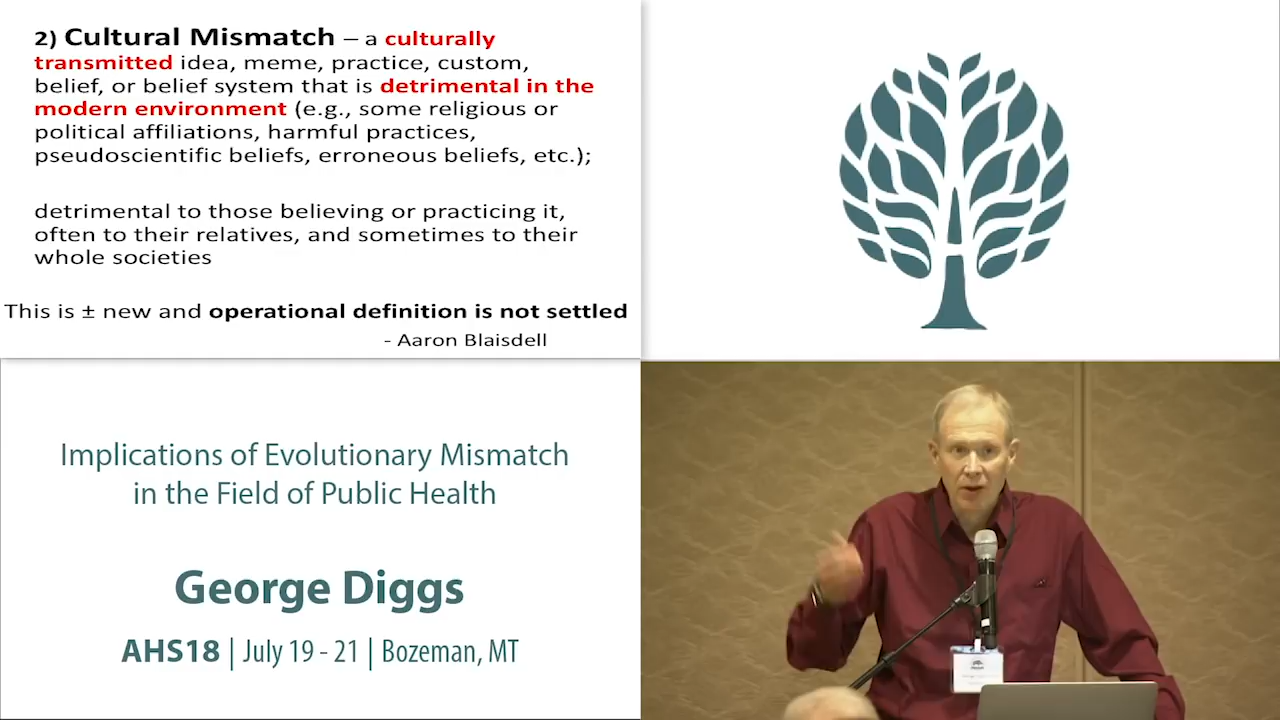 2) Cultural Mismatch – a culturally
transmitted idea, meme, practice, custom,
belief, or belief system that is detrimental in the
modern environment (e.g., some religious or
political affiliations, harmful practices,
pseudoscientific beliefs, erroneous beliefs, etc.);
detrimental to those believing or practicing it,
often to their relatives, and sometimes to their
whole societies
This is ± new and operational definition is not settled
- Aaron Blaisdell
Implications of Evolutionary Mismatch
in the Field of Public Health
George Diggs
AHS18 | July 19 - 21 | Bozeman, MT